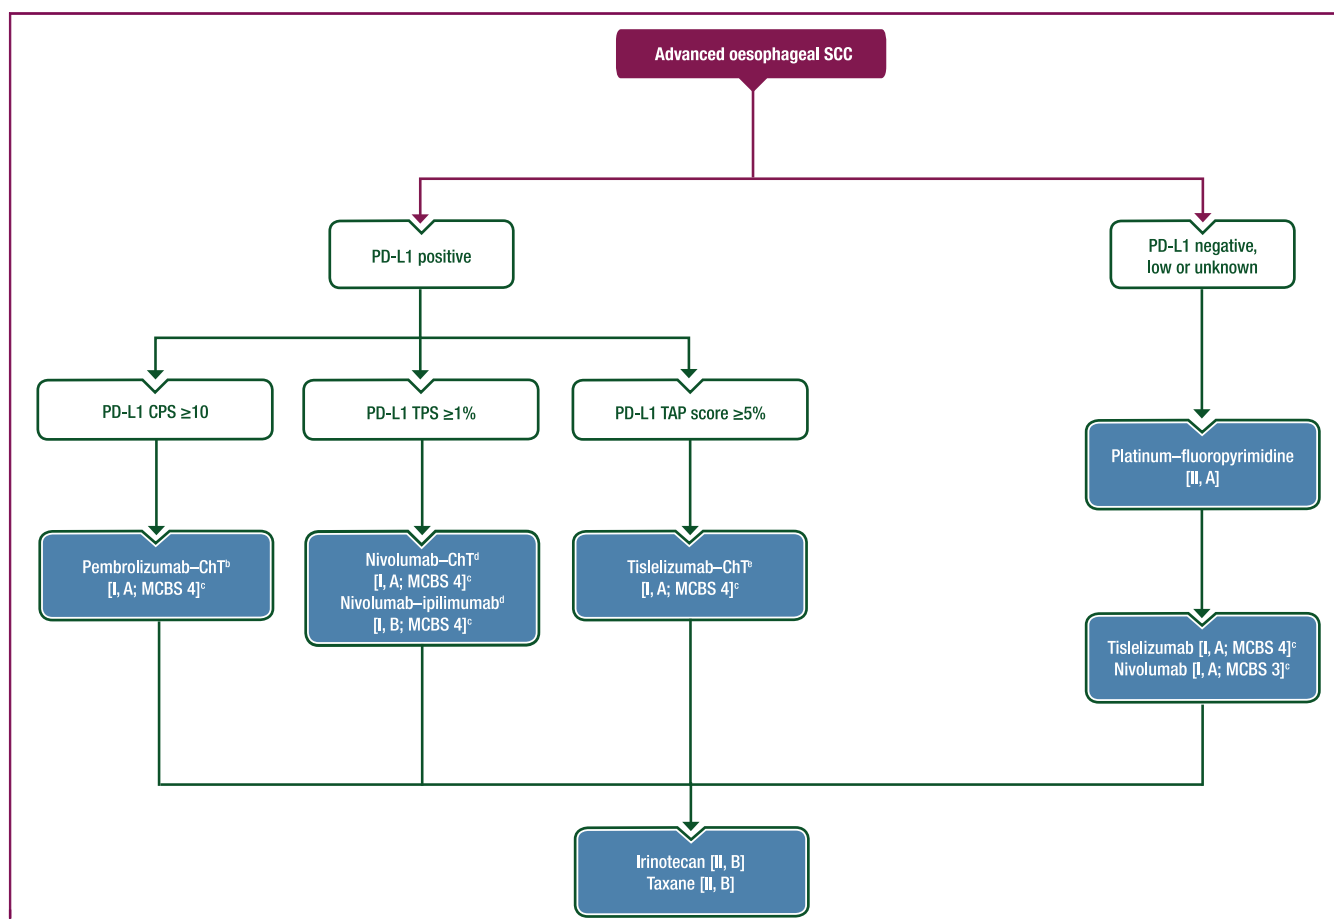 Advanced oesophageal SCC
PD-L1 positive
PD-L1 negative,
low or unknown
PD-L1 CPS ≥10
PD-L1 TPS ≥1%
PD-L1 TAP score ≥5%
Platinum–fluoropyrimidine
[II, A]
Pembrolizumab–ChTᵇ
[I, A; MCBS 4]ᶜ
Nivolumab–ChTᵈ
[I, A; MCBS 4]ᶜ
Nivolumab–ipilimumabᵈ
[I, B; MCBS 4]ᶜ
Tislelizumab–ChTᵉ
[I, A; MCBS 4]ᶜ
Tislelizumab [I, A; MCBS 4]ᶜ
Nivolumab [I, A; MCBS 3]ᶜ
Irinotecan [II, B]
Taxane [II, B]